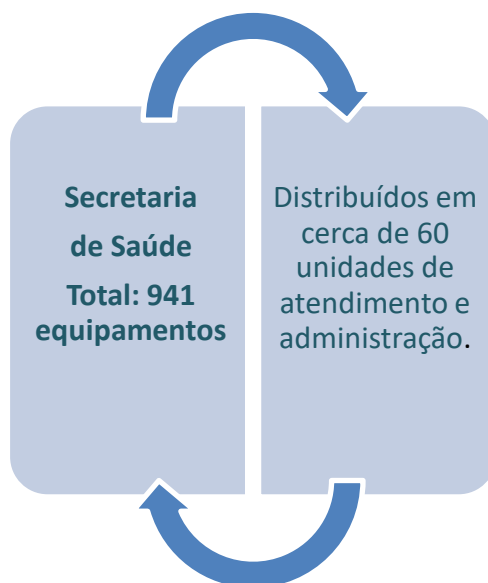 Secretaria
de Saúde
Total: 941
equipamentos
Distribuídos em
cerca de 60
unidades de
atendimento e
administração.